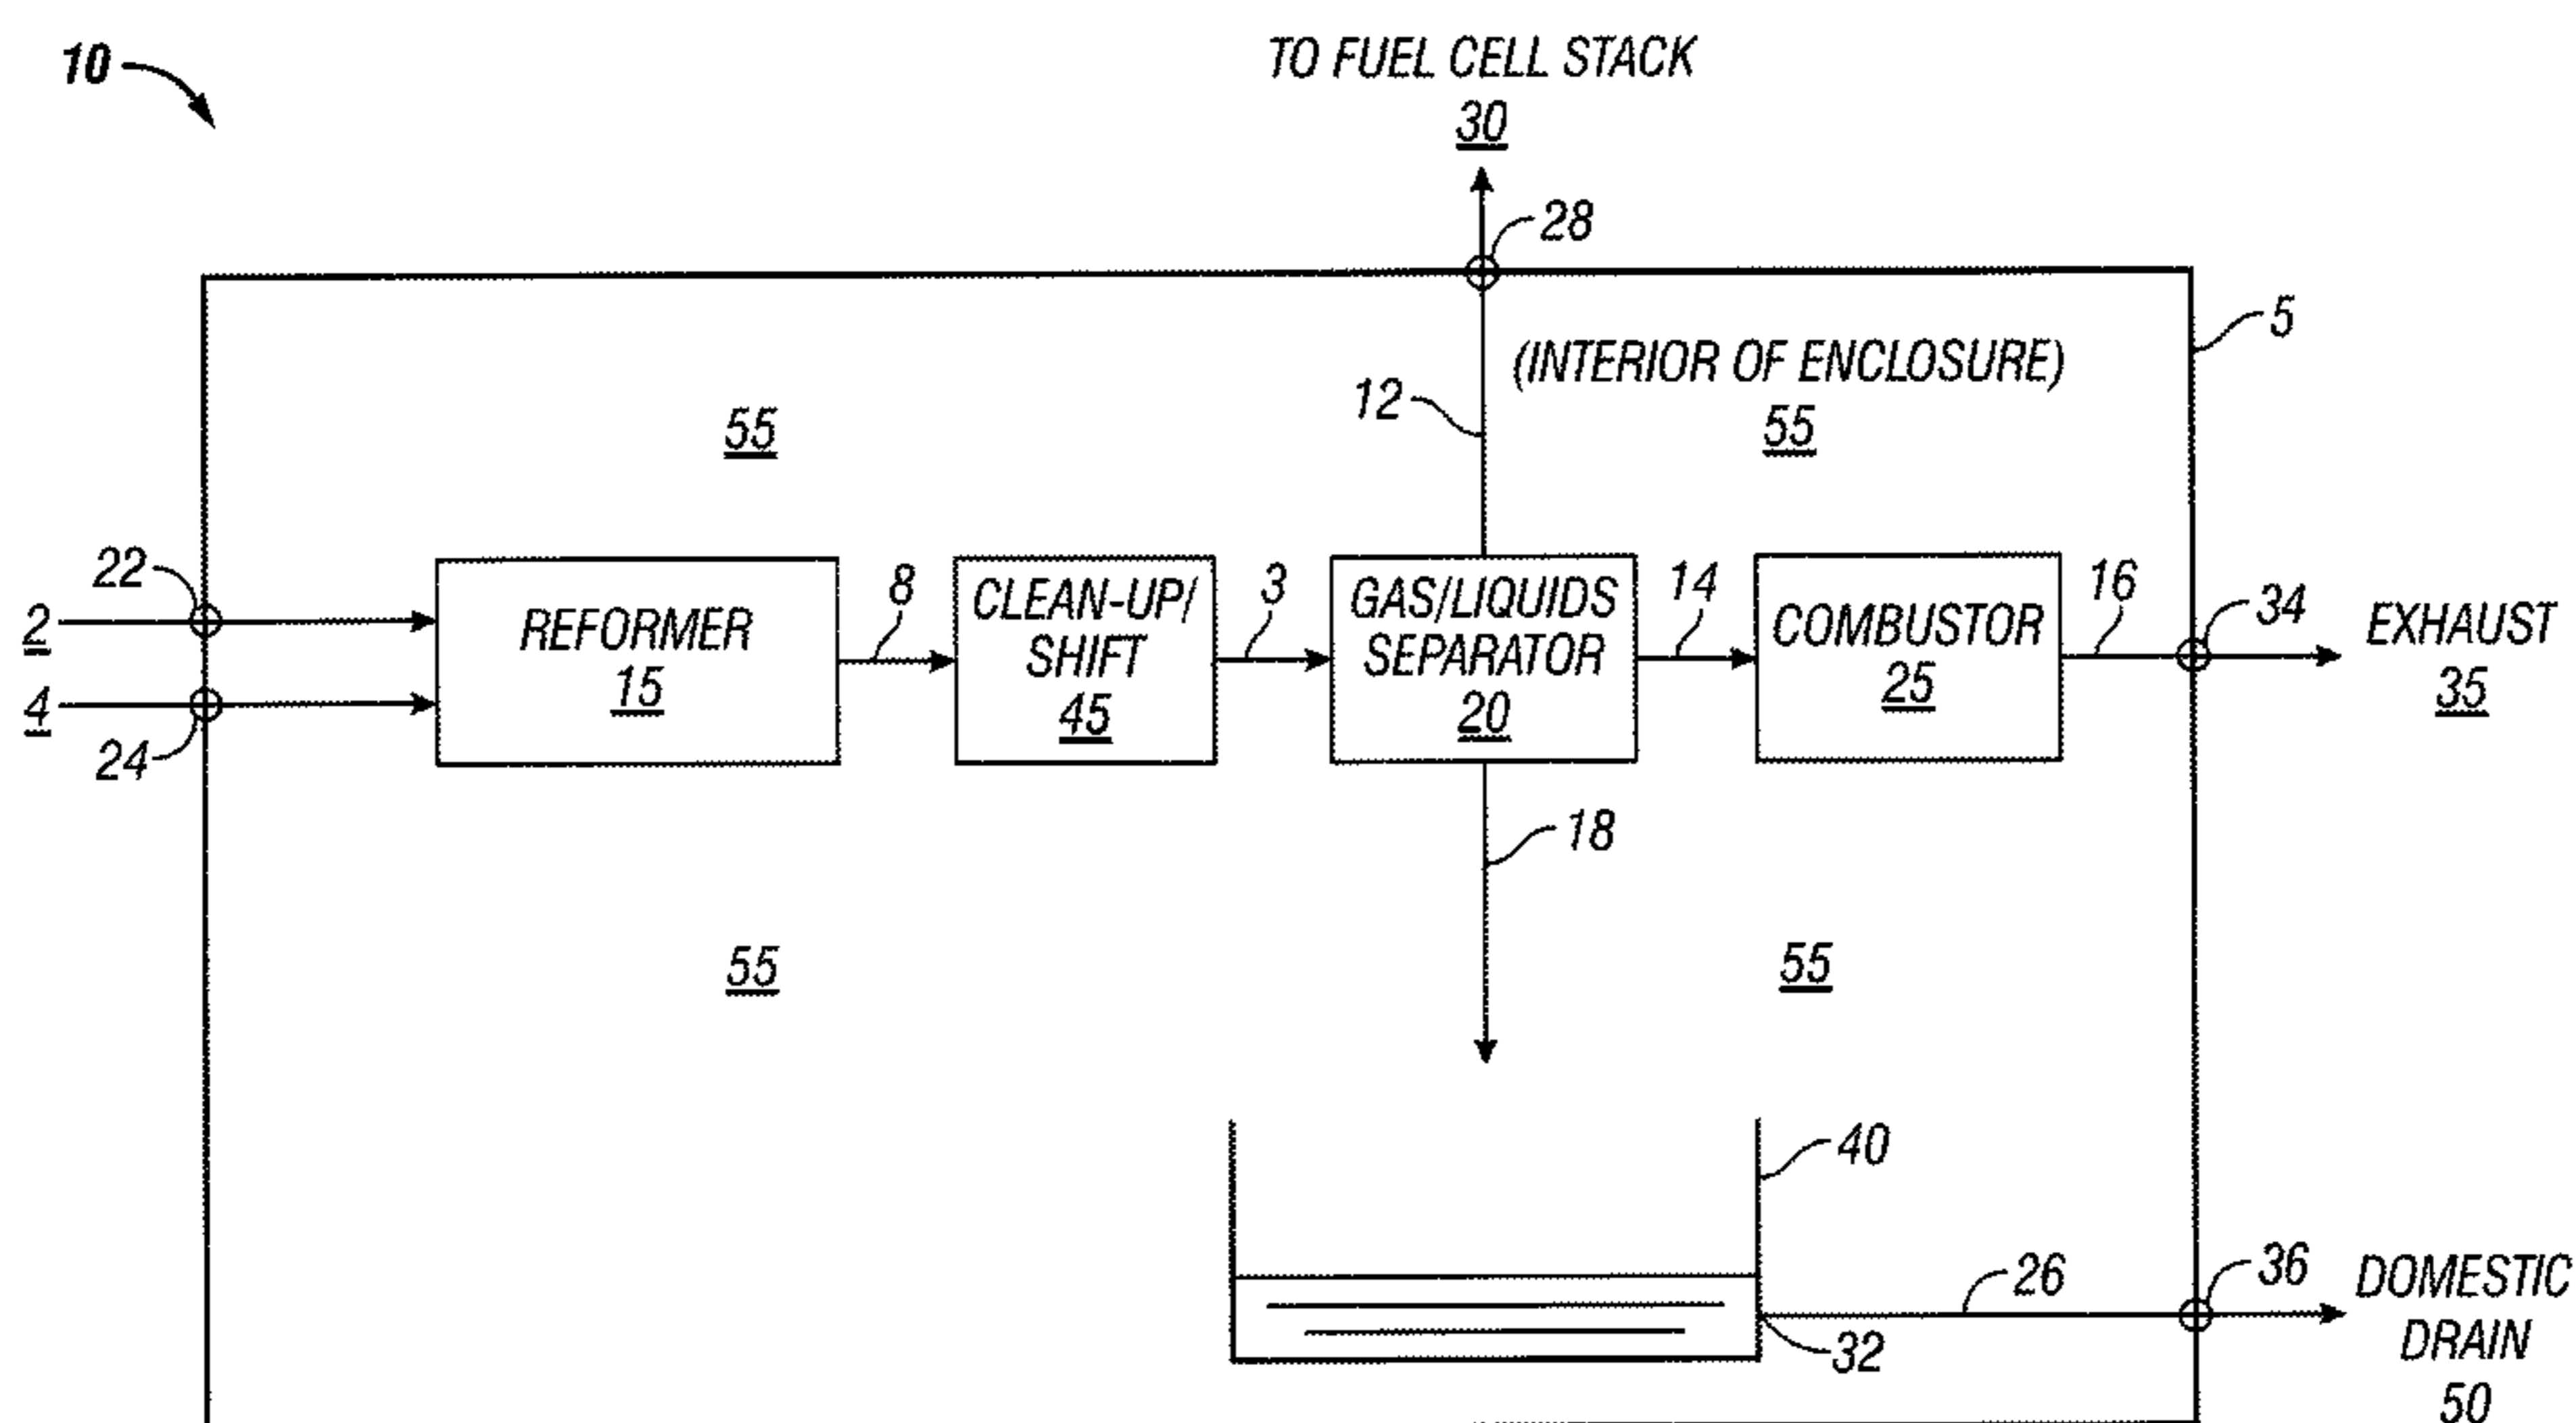 10
TO FUEL CELL STACK
30
28
5
(INTERIOR OF ENCLOSURE)
55
12
55
22
2
4
24
REFORMER
15
8
CLEAN-UP/
SHIFT
45
3
GAS/LIQUIDS
SEPARATOR
20
14
COMBUSTOR
25
16
34
EXHAUST
35
18
55
55
40
26
32
36
DOMESTIC
DRAIN
50